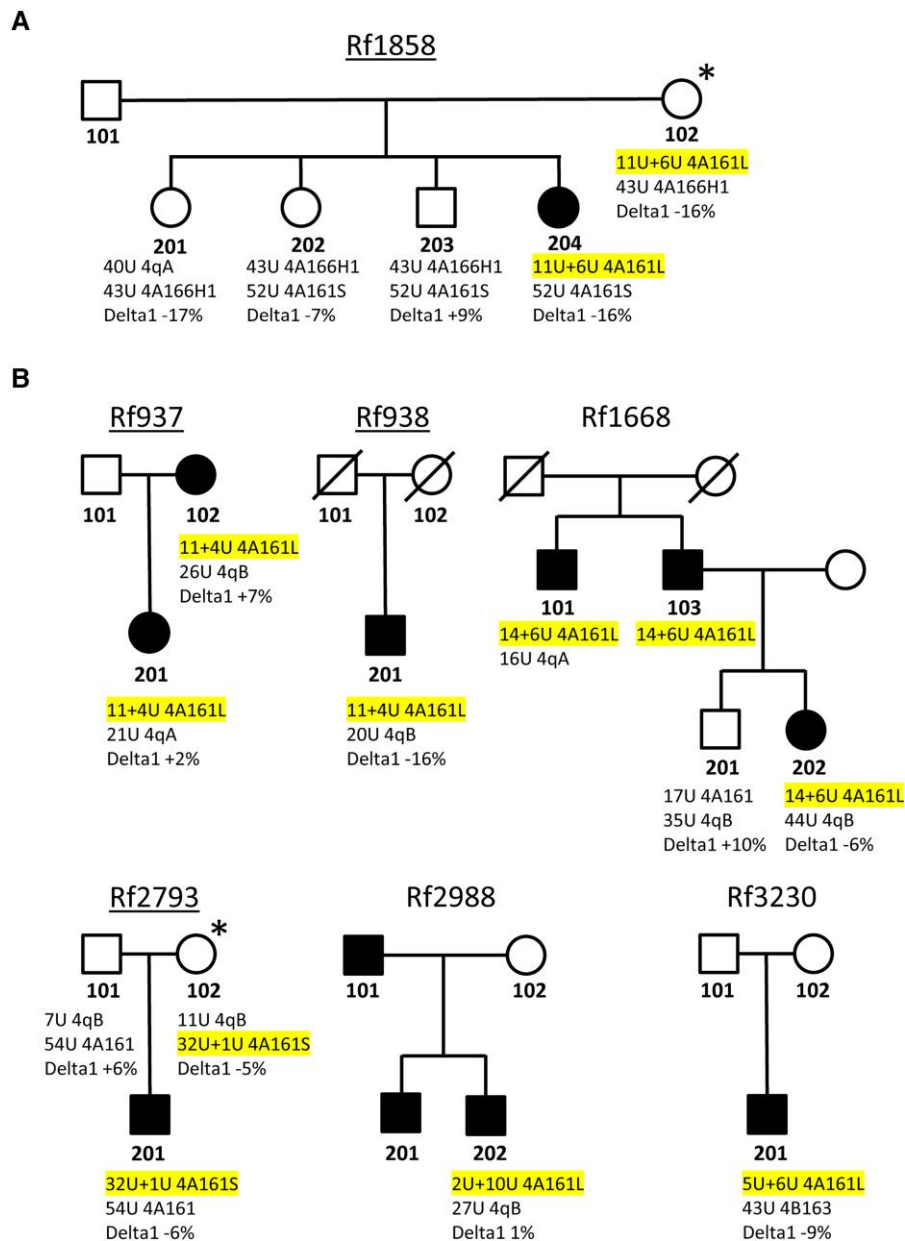 A
Rf1858
*
101
102
11U+6U 4A161L
43U 4A166H1
Delta1 -16%
201
40U 4qA
43U 4A166H1
Delta1 -17%
202
43U 4A166H1
52U 4A161S
Delta1 -7%
203
43U 4A166H1
52U 4A161S
Delta1 +9%
204
11U+6U 4A161L
52U 4A161S
Delta1 -16%
B
Rf937
101
102
11+4U 4A161L
26U 4qB
Delta1 +7%
201
11+4U 4A161L
21U 4qA
Delta1 +2%
Rf938
101
102
201
11+4U 4A161L
20U 4qB
Delta1 -16%
Rf1668
101
14+6U 4A161L
16U 4qA
103
14+6U 4A161L
201
17U 4A161
35U 4qB
Delta1 +10%
202
14+6U 4A161L
44U 4qB
Delta1 -6%
Rf2793
*
101
7U 4qB
54U 4A161
Delta1 +6%
102
11U 4qB
32U+1U 4A161S
Delta1 -5%
201
32U+1U 4A161S
54U 4A161
Delta1 -6%
Rf2988
101
102
201
202
2U+10U 4A161L
27U 4qB
Delta1 1%
Rf3230
101
102
201
5U+6U 4A161L
43U 4B163
Delta1 -9%